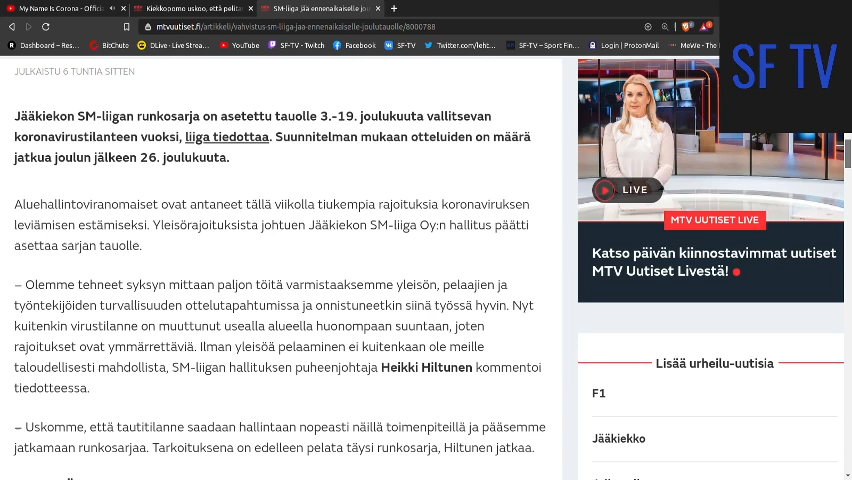 My Name Is Corona - Offici
Kiekkopomo uskoo, että pelit
SM-liiga jää ennenaikaiselle jou
mtvuutiset.fi/artikkeli/vahvistus-sm-liiga-jaa-ennenaikaiselle-joulutauolle/8000788
Dashboard – Res... BitChute DLive · Live Strea... YouTube SF-TV - Twitch Facebook SF-TV Twitter.com/leht... SF-TV – Sport Fin... Login | ProtonMail MeWe - The
SF TV
JULKAISTU 6 TUNTIA SITTEN
Jääkiekon SM-liigan runkosarja on asetettu tauolle 3.-19. joulukuuta vallitsevan
koronavirustilanteen vuoksi, liiga tiedottaa. Suunnitelman mukaan otteluiden on määrä
jatkua joulun jälkeen 26. joulukuuta.
Aluehallintoviranomaiset ovat antaneet tällä viikolla tiukempia rajoituksia koronaviruksen
leviämisen estämiseksi. Yleisörajoituksista johtuen Jääkiekon SM-liiga Oy:n hallitus päätti
asettaa sarjan tauolle.
– Olemme tehneet syksyn mittaan paljon töitä varmistaaksemme yleisön, pelaajien ja
työntekijöiden turvallisuuden ottelutapahtumissa ja onnistuneetkin siinä työssä hyvin. Nyt
kuitenkin virustilanne on muuttunut usealla alueella huonompaan suuntaan, joten
rajoitukset ovat ymmärrettäviä. Ilman yleisöä pelaaminen ei kuitenkaan ole meille
taloudellisesti mahdollista, SM-liigan hallituksen puheenjohtaja Heikki Hiltunen kommentoi
tiedotteessa.
– Uskomme, että tautitilanne saadaan hallintaan nopeasti näillä toimenpiteillä ja pääsemme
jatkamaan runkosarjaa. Tarkoituksena on edelleen pelata täysi runkosarja, Hiltunen jatkaa.
LIVE
MTV UUTISET LIVE
Katso päivän kiinnostavimmat uutiset
MTV Uutiset Livestä!
Lisää urheilu-uutisia
F1
Jääkiekko